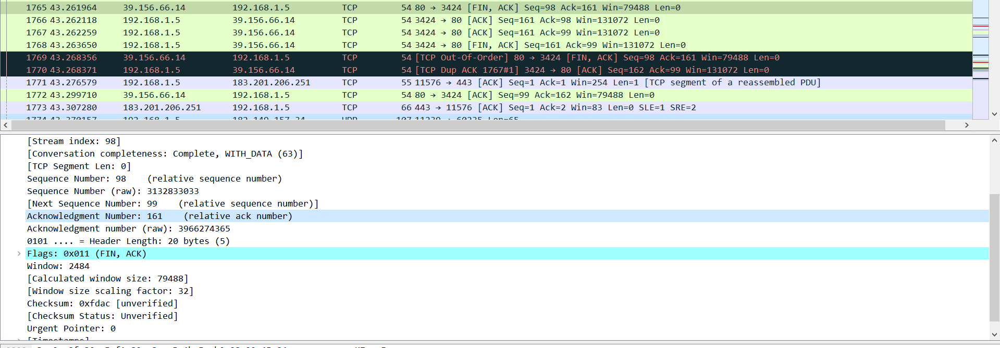 1765 43.261964 39.156.66.14 192.168.1.5 TCP 54 80 → 3424 [FIN, ACK] Seq=98 Ack=161 Win=79488 Len=0
1766 43.262118 192.168.1.5 39.156.66.14 TCP 54 3424 → 80 [ACK] Seq=161 Ack=98 Win=131072 Len=0
1767 43.262259 192.168.1.5 39.156.66.14 TCP 54 3424 → 80 [ACK] Seq=161 Ack=99 Win=131072 Len=0
1768 43.263650 192.168.1.5 39.156.66.14 TCP 54 3424 → 80 [FIN, ACK] Seq=161 Ack=99 Win=131072 Len=0
1769 43.268356 39.156.66.14 192.168.1.5 TCP 54 [TCP Out-Of-Order] 80 → 3424 [FIN, ACK] Seq=98 Ack=161 Win=79488 Len=0
1770 43.268371 192.168.1.5 39.156.66.14 TCP 54 [TCP Dup ACK 1767#1] 3424 → 80 [ACK] Seq=162 Ack=99 Win=131072 Len=0
1771 43.276579 192.168.1.5 183.201.206.251 TCP 55 11576 → 443 [ACK] Seq=1 Ack=1 Win=254 Len=1 [TCP segment of a reassembled PDU]
1772 43.299710 39.156.66.14 192.168.1.5 TCP 54 80 → 3424 [ACK] Seq=99 Ack=162 Win=79488 Len=0
1773 43.307280 183.201.206.251 192.168.1.5 TCP 66 443 → 11576 [ACK] Seq=1 Ack=2 Win=83 Len=0 SLE=1 SRE=2
1774 43.370157 192.168.1.5 UDP
[Stream index: 98]
[Conversation completeness: Complete, WITH_DATA (63)]
[TCP Segment Len: 0]
Sequence Number: 98 (relative sequence number)
Sequence Number (raw): 3132833033
[Next Sequence Number: 99 (relative sequence number)]
Acknowledgment Number: 161 (relative ack number)
Acknowledgment number (raw): 3966274365
0101 .... = Header Length: 20 bytes (5)
Flags: 0x011 (FIN, ACK)
Window: 2484
[Calculated window size: 79488]
[Window size scaling factor: 32]
Checksum: 0xfdac [unverified]
[Checksum Status: Unverified]
Urgent Pointer: 0
[Timestamps]